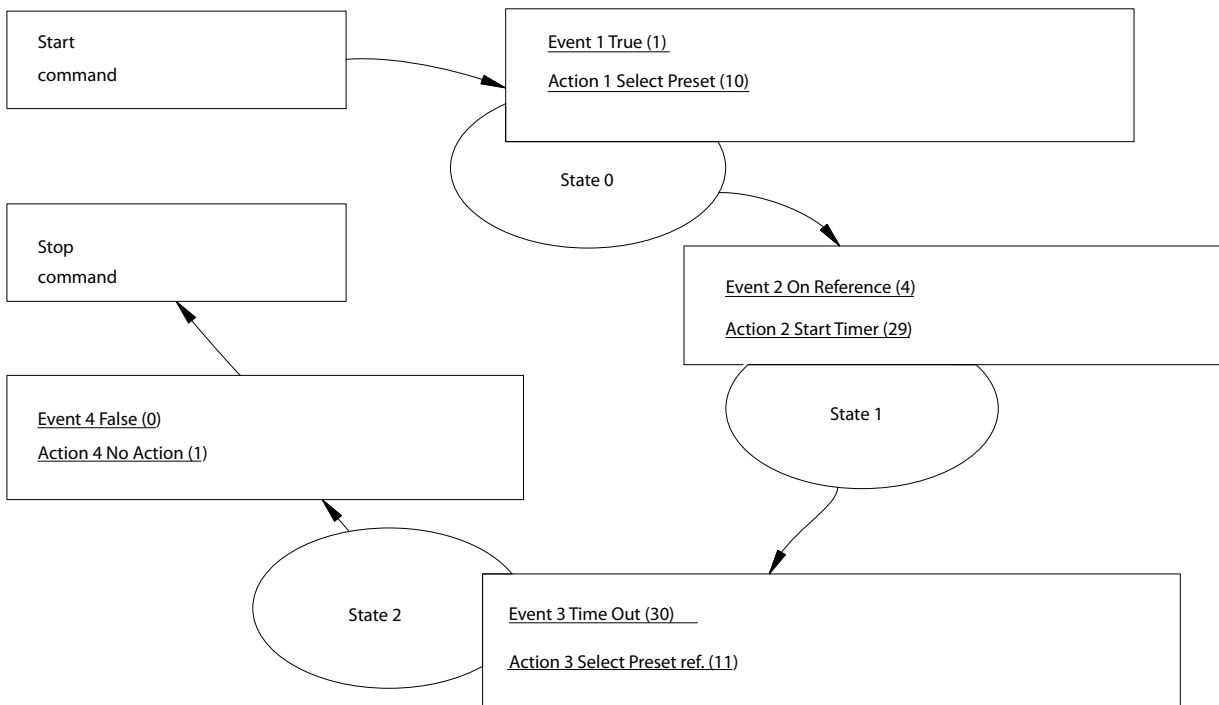 Start
command
Event 1 True (1)
Action 1 Select Preset (10)
State 0
Event 2 On Reference (4)
Action 2 Start Timer (29)
State 1
Event 3 Time Out (30)
Action 3 Select Preset ref. (11)
State 2
Event 4 False (0)
Action 4 No Action (1)
Stop
command